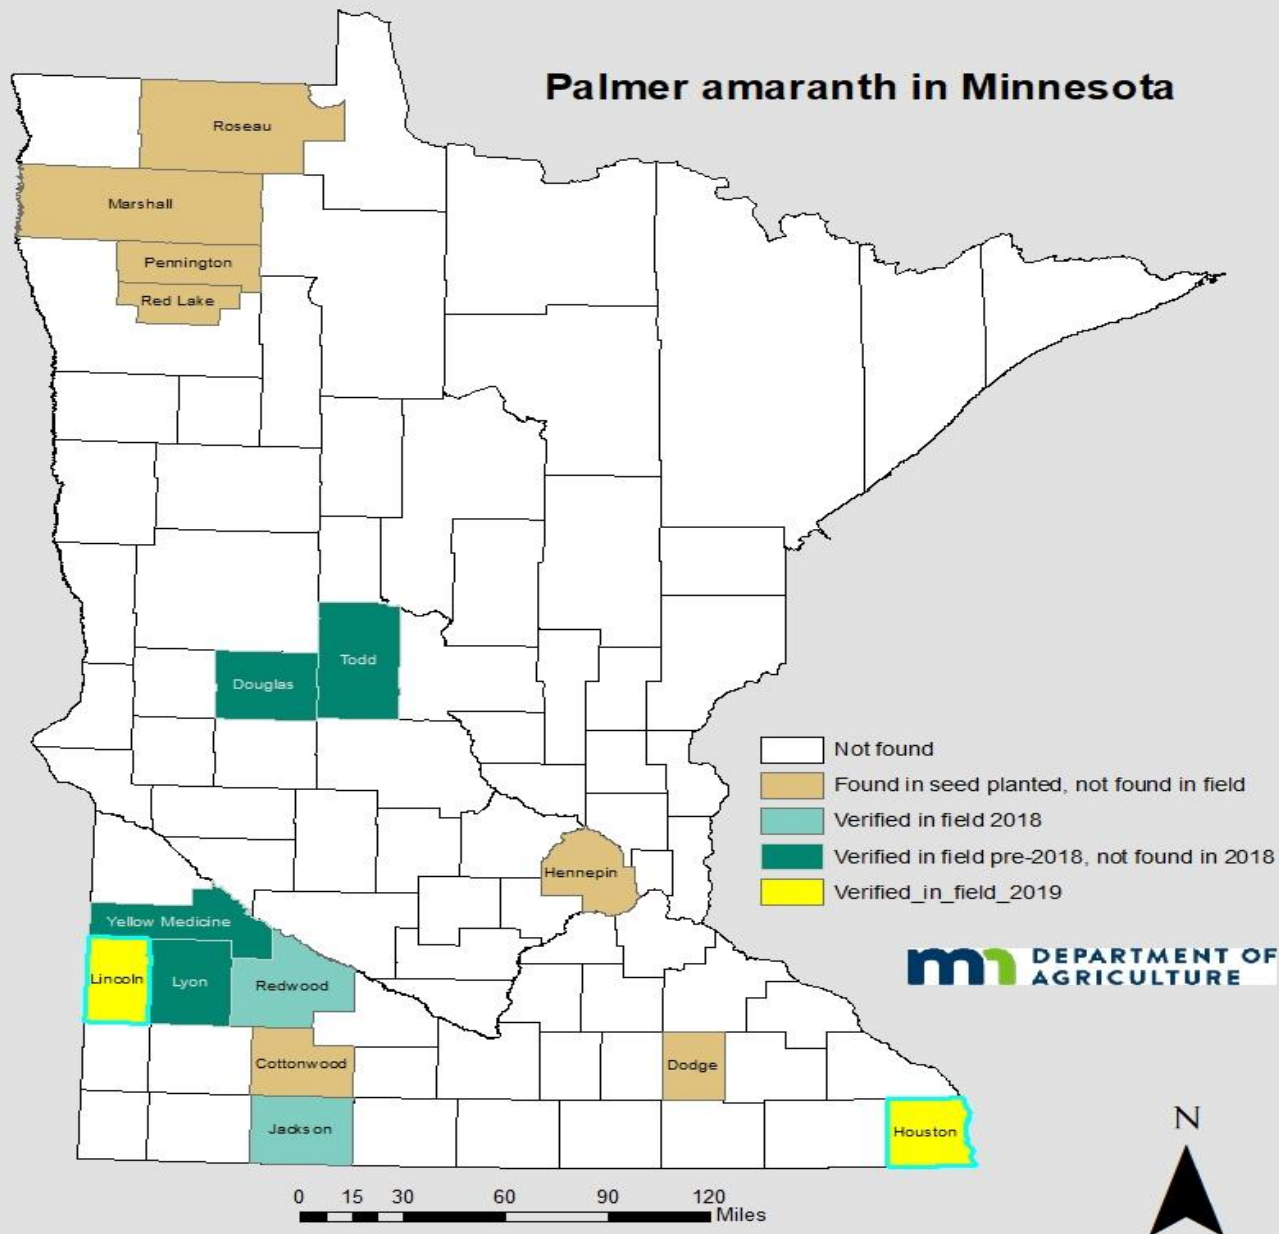 Palmer amaranth in Minnesota
Roseau
Marshall
Pennington
Red Lake
Todd
Douglas
Not found
Found in seed planted, not found in field
Verified in field 2018
Verified in field pre-2018, not found in 2018
Verified_in_field_2019
Hennepin
Yellow Medicine
Lincoln
Lyon
Redwood
DEPARTMENT OF
AGRICULTURE
Cottonwood
Dodge
Jackson
Houston
N
0 15 30 60 90 120
Miles